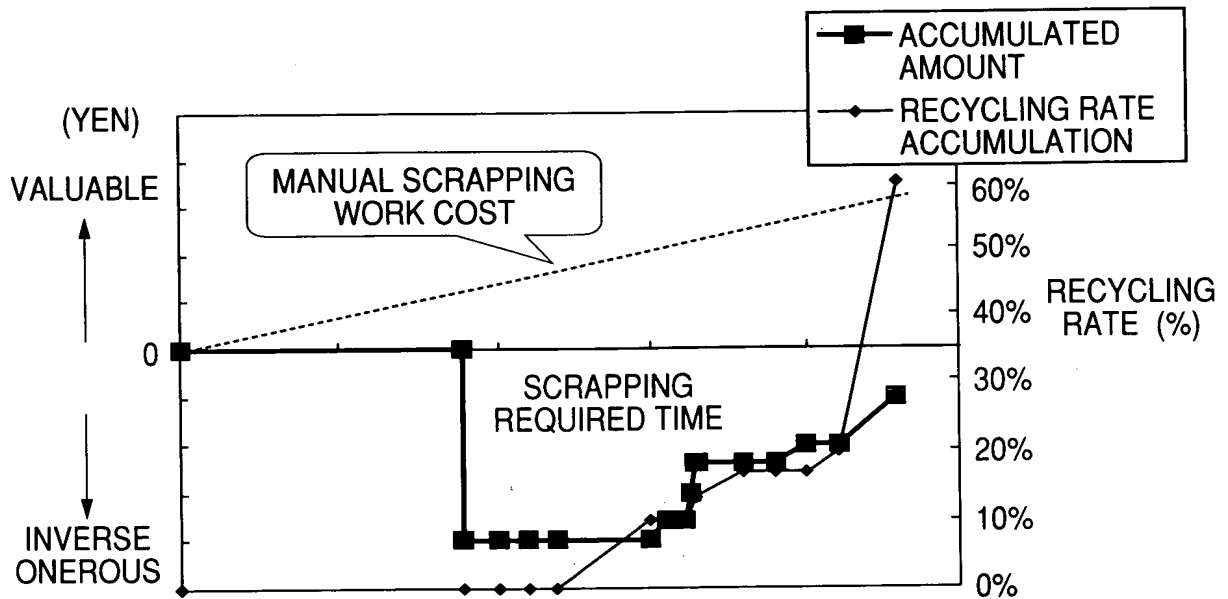 ACCUMULATED
AMOUNT
RECYCLING RATE
ACCUMULATION
(YEN)
VALUABLE
0
INVERSE
ONEROUS
MANUAL SCRAPPING
WORK COST
SCRAPPING
REQUIRED TIME
60%
50%
40%
30%
20%
10%
0%
RECYCLING
RATE (%)